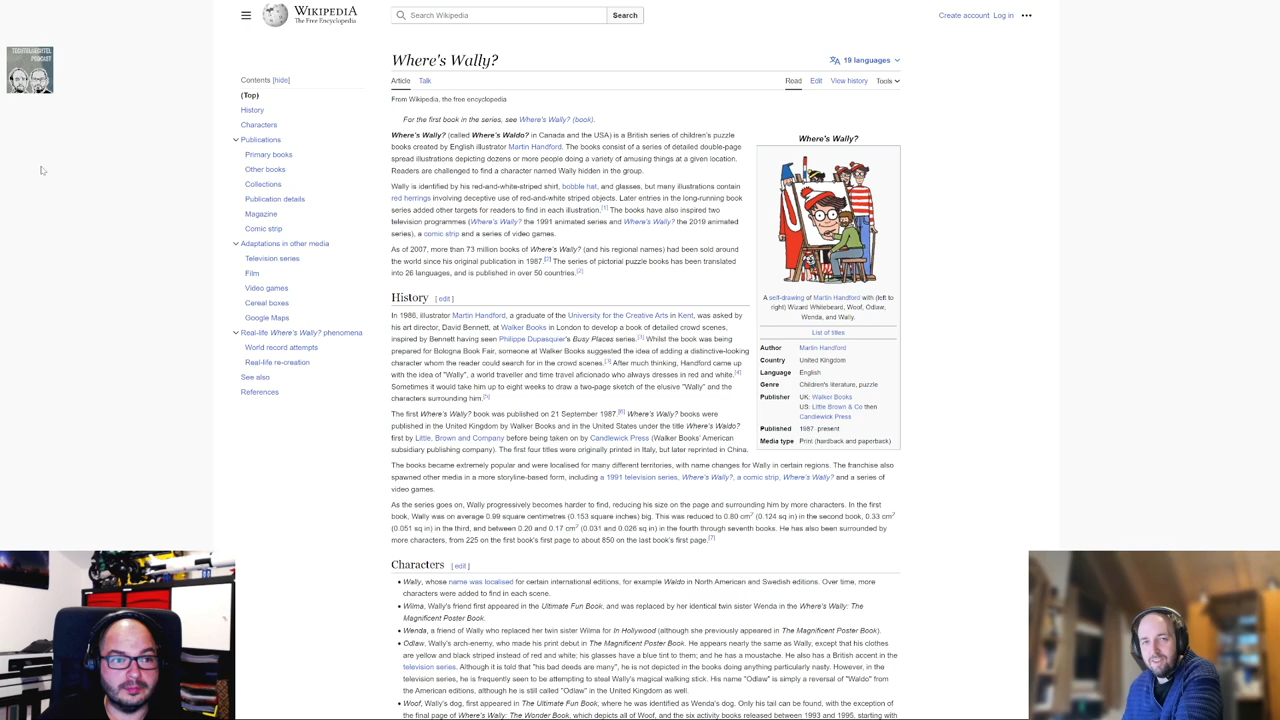 WIKIPEDIA
The Free Encyclopedia
Search Wikipedia
Search
Create account Log in
TECHTELMECHTEL
PODCAST
Contents [hide]
(Top)
History
Characters
Publications
Primary books
Other books
Collections
Publication details
Magazine
Comic strip
Adaptations in other media
Television series
Film
Video games
Cereal boxes
Google Maps
Real-life Where's Wally? phenomena
World record attempts
Real-life re-creation
See also
References
Where's Wally?
19 languages
Article Talk
Read Edit View history Tools
From Wikipedia, the free encyclopedia
For the first book in the series, see Where's Wally? (book).
Where's Wally? (called Where's Waldo? in Canada and the USA) is a British series of children's puzzle
books created by English illustrator Martin Handford. The books consist of a series of detailed double-page
spread illustrations depicting dozens or more people doing a variety of amusing things at a given location.
Readers are challenged to find a character named Wally hidden in the group.
Wally is identified by his red-and-white-striped shirt, bobble hat, and glasses, but many illustrations contain
red herrings involving deceptive use of red-and-white striped objects. Later entries in the long-running book
series added other targets for readers to find in each illustration.[1] The books have also inspired two
television programmes (Where's Wally? the 1991 animated series and Where's Wally? the 2019 animated
series), a comic strip and a series of video games.
As of 2007, more than 73 million books of Where's Wally? (and his regional names) had been sold around
the world since his original publication in 1987.[2] The series of pictorial puzzle books has been translated
into 26 languages, and is published in over 50 countries.[2]
Where's Wally?
A self-drawing of Martin Handford with (left to
right) Wizard Whitebeard, Woof, Odlaw,
Wenda, and Wally.
List of titles
Author Martin Handford
Country United Kingdom
Language English
Genre Children's literature, puzzle
Publisher UK: Walker Books
US: Little Brown & Co then
Candlewick Press
Published 1987-present
Media type Print (hardback and paperback)
History [ edit ]
In 1986, illustrator Martin Handford, a graduate of the University for the Creative Arts in Kent, was asked by
his art director, David Bennett, at Walker Books in London to develop a book of detailed crowd scenes,
inspired by Bennett having seen Philippe Dupasquier's Busy Places series.[3] Whilst the book was being
prepared for Bologna Book Fair, someone at Walker Books suggested the idea of adding a distinctive-looking
character whom the reader could search for in the crowd scenes.[3] After much thinking, Handford came up
with the idea of "Wally", a world traveller and time travel aficionado who always dresses in red and white.[4]
Sometimes it would take him up to eight weeks to draw a two-page sketch of the elusive "Wally" and the
characters surrounding him.[5]
The first Where's Wally? book was published on 21 September 1987.[6] Where's Wally? books were
published in the United Kingdom by Walker Books and in the United States under the title Where's Waldo?
first by Little, Brown and Company before being taken on by Candlewick Press (Walker Books' American
subsidiary publishing company). The first four titles were originally printed in Italy, but later reprinted in China.
The books became extremely popular and were localised for many different territories, with name changes for Wally in certain regions. The franchise also
spawned other media in a more storyline-based form, including a 1991 television series, Where's Wally?, a comic strip, Where's Wally? and a series of
video games.
As the series goes on, Wally progressively becomes harder to find, reducing his size on the page and surrounding him by more characters. In the first
book, Wally was on average 0.99 square centimetres (0.153 square inches) big. This was reduced to 0.80 cm² (0.124 sq in) in the second book, 0.33 cm²
(0.051 sq in) in the third, and between 0.20 and 0.17 cm² (0.031 and 0.026 sq in) in the fourth through seventh books. He has also been surrounded by
more characters, from 225 on the first book's first page to about 850 on the last book's first page.[7]
Characters [ edit ]
• Wally, whose name was localised for certain international editions, for example Waldo in North American and Swedish editions. Over time, more
characters were added to find in each scene.
• Wilma, Wally's friend first appeared in the Ultimate Fun Book, and was replaced by her identical twin sister Wenda in the Where's Wally: The
Magnificent Poster Book.
• Wenda, a friend of Wally who replaced her twin sister Wilma for In Hollywood (although she previously appeared in The Magnificent Poster Book).
• Odlaw, Wally's arch-enemy, who made his print debut in The Magnificent Poster Book. He appears nearly the same as Wally, except that his clothes
are yellow and black striped instead of red and white; his glasses have a blue tint to them; and he has a moustache. He also has a British accent in the
television series. Although it is told that "his bad deeds are many", he is not depicted in the books doing anything particularly nasty. However, in the
television series, he is frequently seen to be attempting to steal Wally's magical walking stick. His name "Odlaw" is simply a reversal of "Waldo" from
the American editions, although he is still called "Odlaw" in the United Kingdom as well.
• Woof, Wally's dog, first appeared in The Ultimate Fun Book, where he was identified as Wenda's dog. Only his tail can be found, with the exception of
the final page of Where's Wally: The Wonder Book, which depicts all of Woof, and the six activity books released between 1993 and 1995, starting with